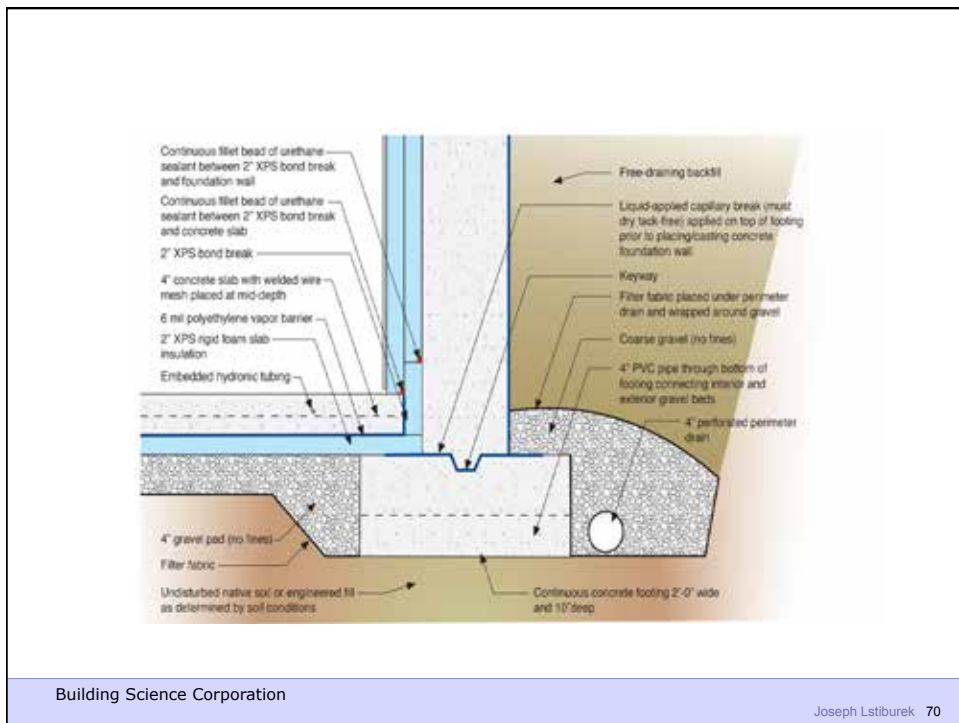 Continuous fillet bead of urethane
sealant between 2" XPS bond break
and foundation wall
Continuous fillet bead of urethane
sealant between 2" XPS bond break
and concrete slab
2" XPS bond break
4" concrete slab with welded wire
mesh placed at mid-depth
6 mil polyethylene vapor barrier
2" XPS rigid foam slab
insulation
Embedded hydronic tubing
4" gravel pad (no fines)
Filter fabric
Undisturbed native soil or engineered fill
as determined by soil conditions
Free-draining backfill
Liquid-applied capillary break (must
dry tack-free) applied on top of footing
prior to placing/casting concrete
foundation wall
Keyway
Filter fabric placed under perimeter
drain and wrapped around gravel
Coarse gravel (no fines)
4" PVC pipe through bottom of
footing connecting interior and
exterior gravel beds
4" perforated perimeter
drain
Continuous concrete footing 2'-0" wide
and 10"deep
Building Science Corporation
Joseph Lstiburek 70